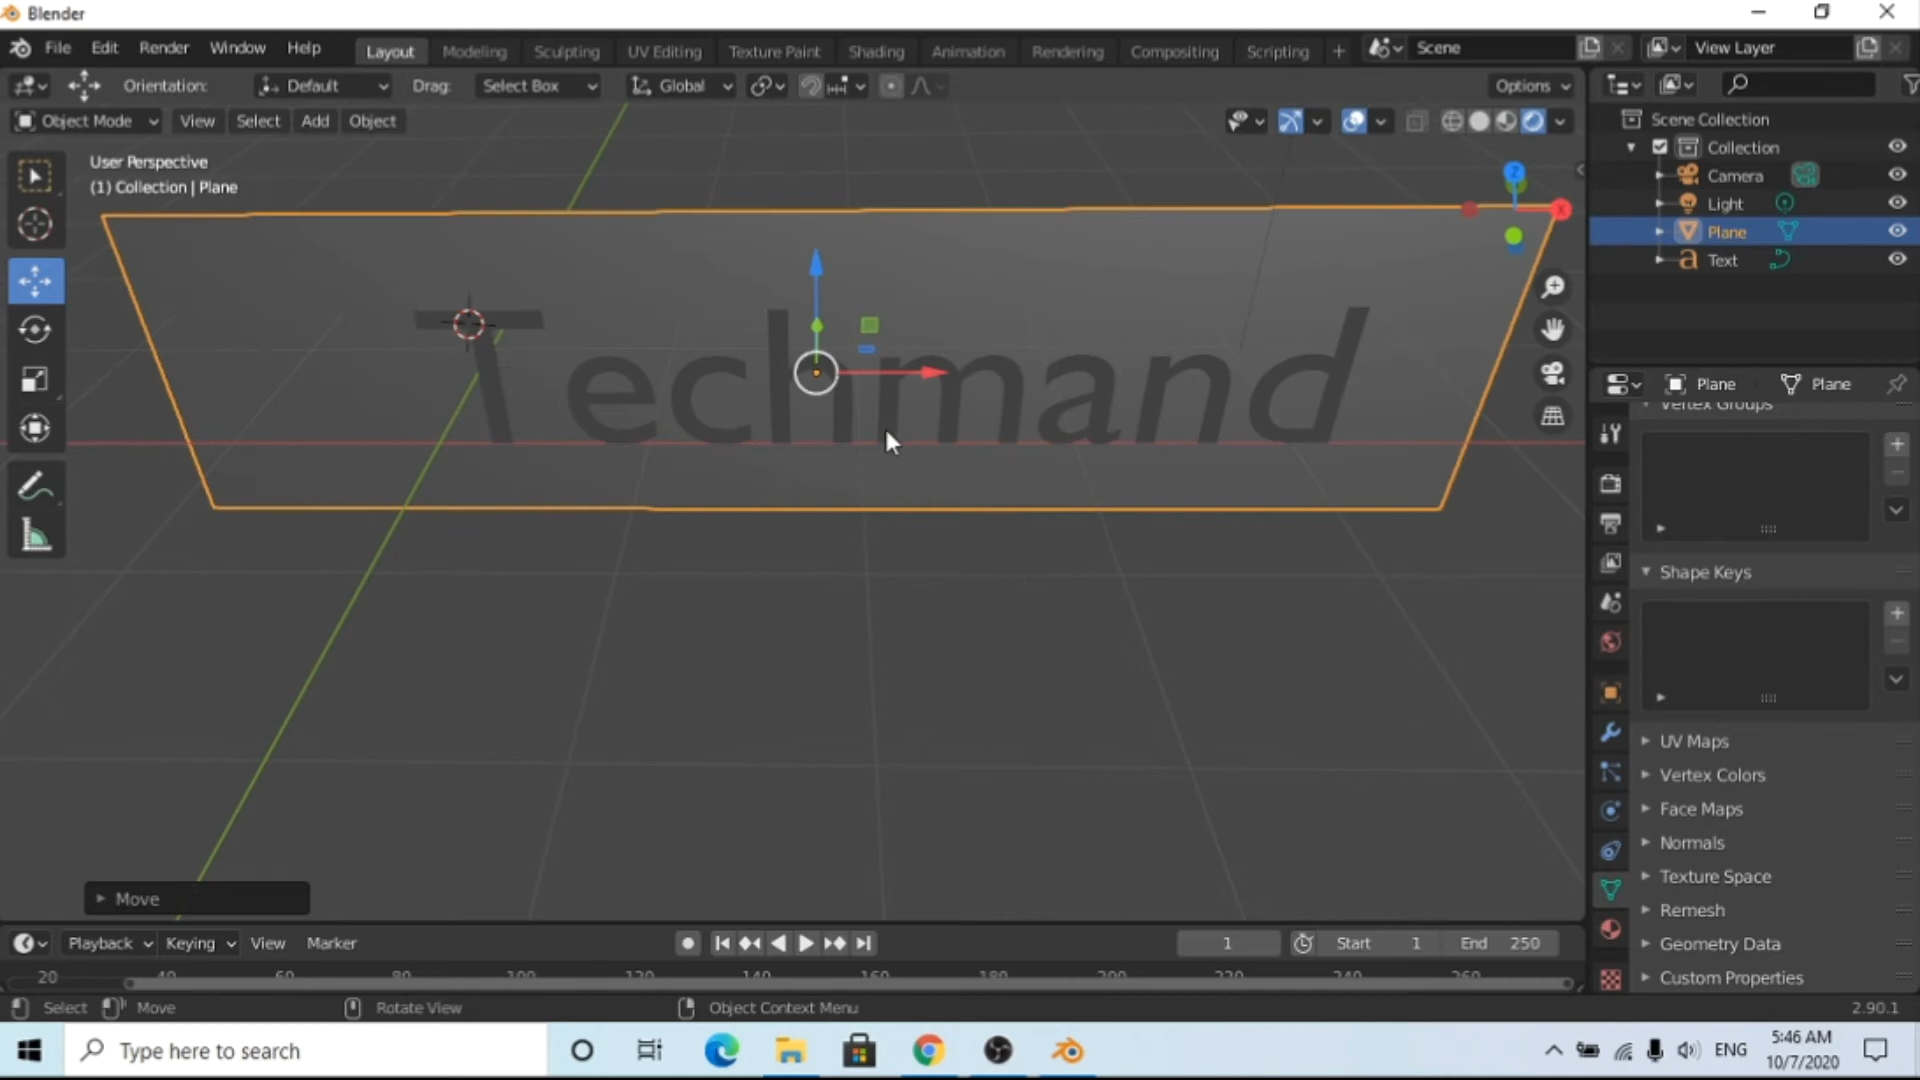 Blender
File Edit Render Window Help Layout Modeling Sculpting UV Editing Texture Paint Shading Animation Rendering Compositing Scripting + Scene View Layer
Orientation: Default Drag: Select Box Global Options
Object Mode View Select Add Object
User Perspective
(1) Collection | Plane
Scene Collection
Collection
Camera
Light
Plane
Text
Z
X
Techmand
Plane Plane
Vertex Groups
Shape Keys
UV Maps
Vertex Colors
Face Maps
Normals
Texture Space
Remesh
Geometry Data
Custom Properties
Move
Playback Keying View Marker 1 Start 1 End 250
20 40 60 80 100 120 140 160 180 200 220 240 260
Select Move Rotate View Object Context Menu 2.90.1
Type here to search ENG 5:46 AM
10/7/2020